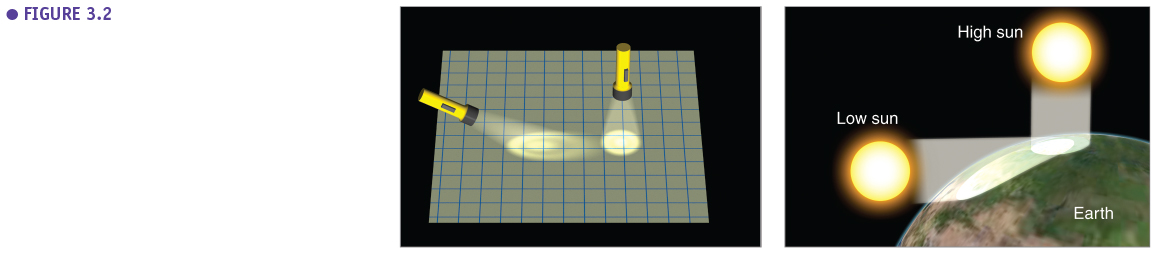 ● FIGURE 3.2
High sun
Low sun
Earth